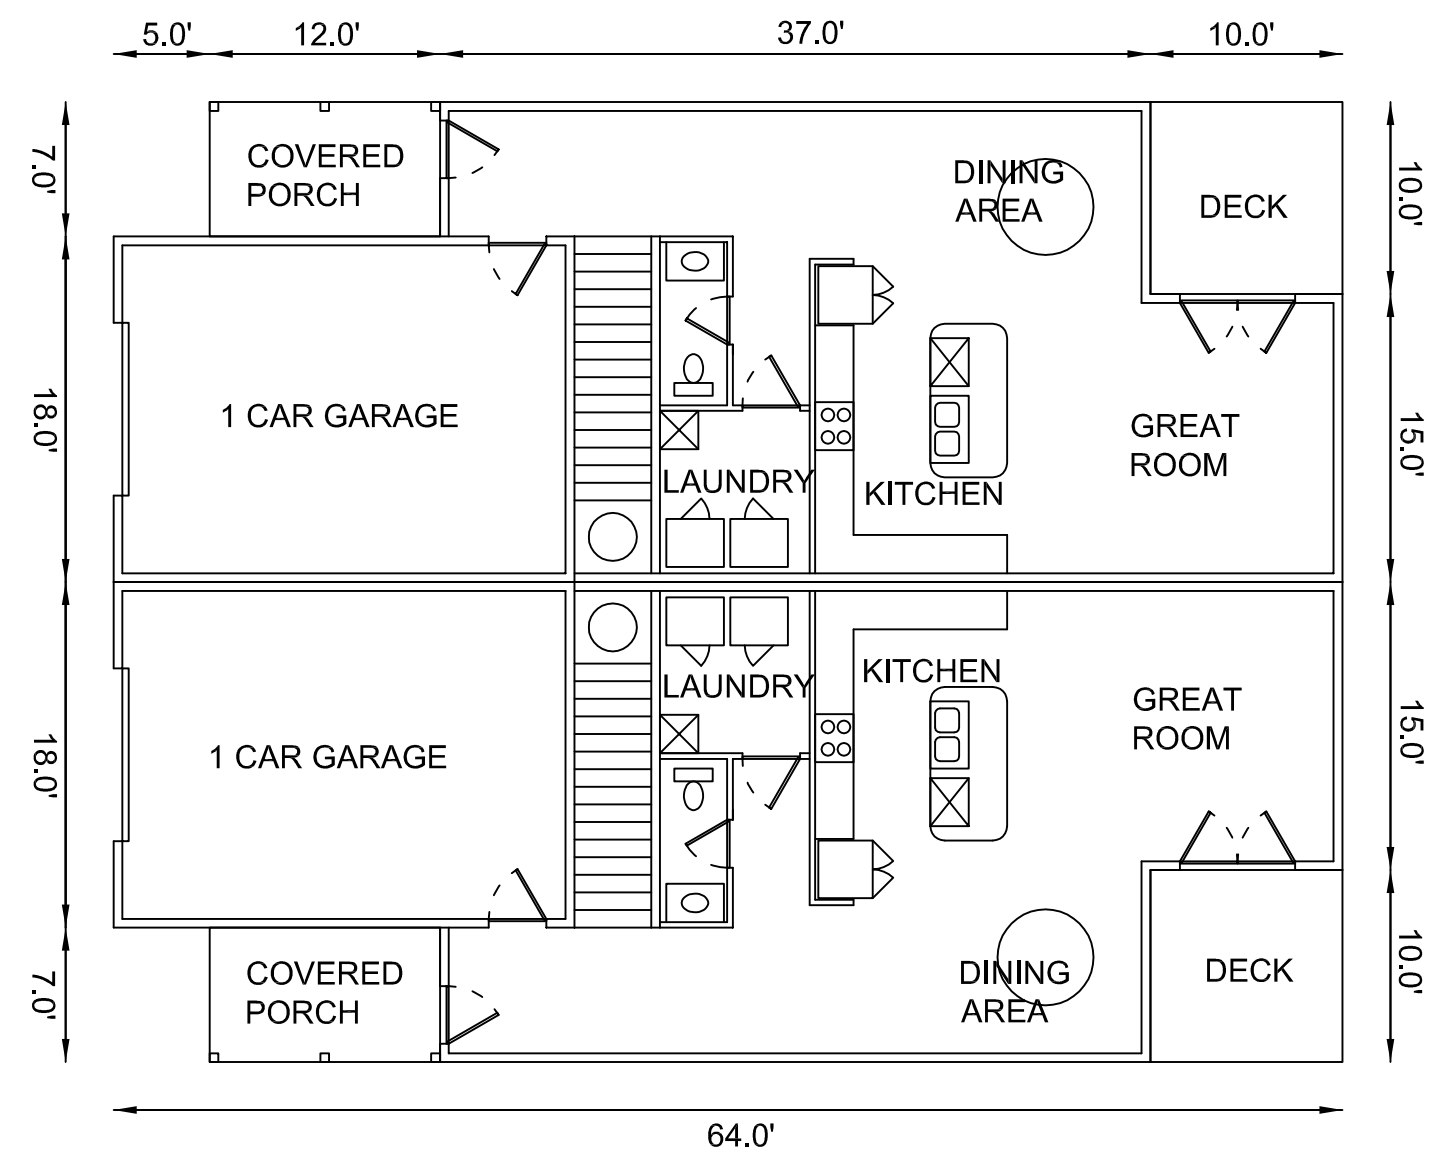 5.0'
12.0'
37.0'
10.0'
7.0'
COVERED
PORCH
DINING
AREA
DECK
10.0'
18.0'
1 CAR GARAGE
LAUNDRY
KITCHEN
GREAT
ROOM
15.0'
18.0'
1 CAR GARAGE
LAUNDRY
KITCHEN
GREAT
ROOM
15.0'
7.0'
COVERED
PORCH
DINING
AREA
DECK
10.0'
64.0'